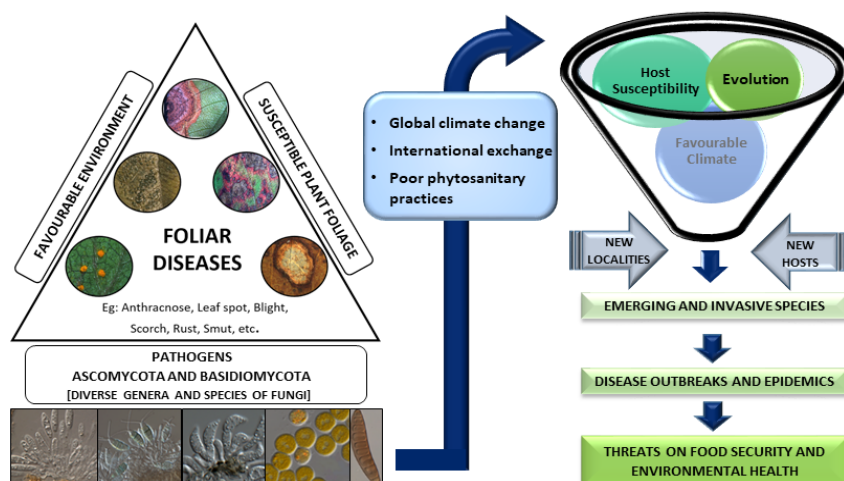 FAVOURABLE ENVIRONMENT
SUSCEPTIBLE PLANT FOLIAGE
FOLIAR
DISEASES
Eg: Anthracnose, Leaf spot, Blight,
Scorch, Rust, Smut, etc.
PATHOGENS
ASCOMYCOTA AND BASIDIOMYCOTA
[DIVERSE GENERA AND SPECIES OF FUNGI]
• Global climate change
• International exchange
• Poor phytosanitary
practices
Host
Susceptibility
Evolution
Favourable
Climate
NEW
LOCALITIES
NEW
HOSTS
EMERGING AND INVASIVE SPECIES
DISEASE OUTBREAKS AND EPIDEMICS
THREATS ON FOOD SECURITY AND
ENVIRONMENTAL HEALTH